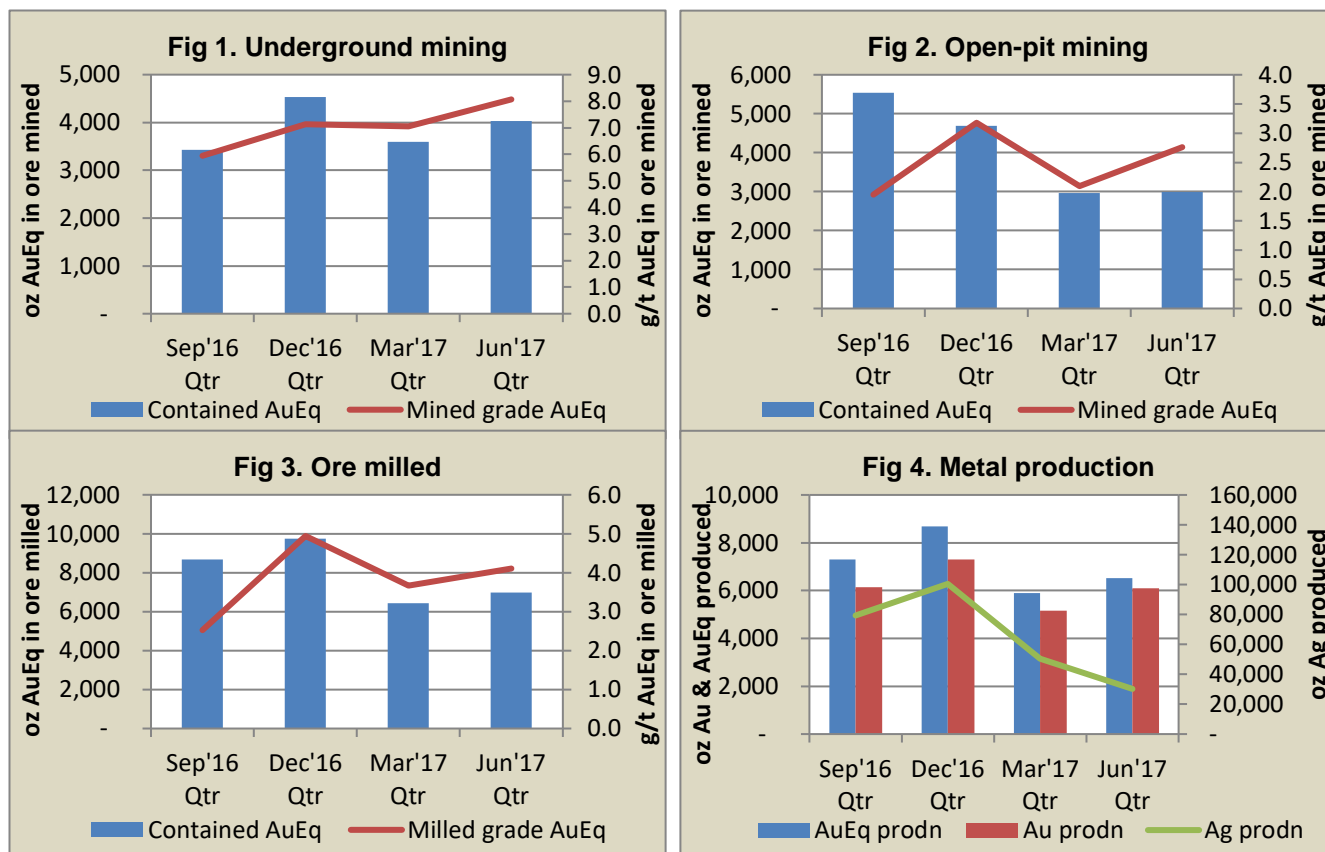 Fig 1. Underground mining
oz AuEq in ore mined
5,000
4,000
3,000
2,000
1,000
-
9.0
8.0
7.0
6.0
5.0
4.0
3.0
2.0
1.0
0.0
g/t AuEq in ore mined
Sep'16 Dec'16 Mar'17 Jun'17
Qtr Qtr Qtr Qtr
Contained AuEq Mined grade AuEq
Fig 2. Open-pit mining
oz AuEq in ore mined
6,000
5,000
4,000
3,000
2,000
1,000
-
4.0
3.5
3.0
2.5
2.0
1.5
1.0
0.5
0.0
g/t AuEq in ore mined
Sep'16 Dec'16 Mar'17 Jun'17
Qtr Qtr Qtr Qtr
Contained AuEq Mined grade AuEq
Fig 3. Ore milled
oz AuEq in ore milled
12,000
10,000
8,000
6,000
4,000
2,000
-
6.0
5.0
4.0
3.0
2.0
1.0
0.0
g/t AuEq in ore milled
Sep'16 Dec'16 Mar'17 Jun'17
Qtr Qtr Qtr Qtr
Contained AuEq Milled grade AuEq
Fig 4. Metal production
oz Au & AuEq produced
10,000
8,000
6,000
4,000
2,000
-
160,000
140,000
120,000
100,000
80,000
60,000
40,000
20,000
-
oz Ag produced
Sep'16 Dec'16 Mar'17 Jun'17
Qtr Qtr Qtr Qtr
AuEq prodn Au prodn Ag prodn